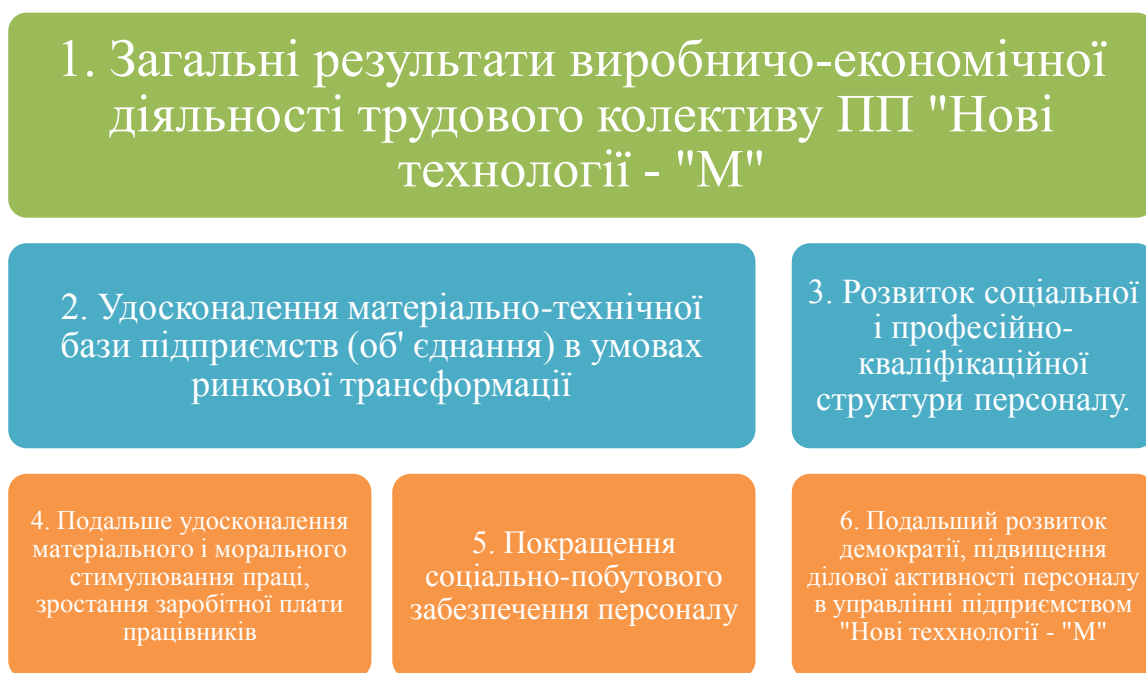 1. Загальні результати виробничо-економічної
діяльності трудового колективу ПП "Нові
технології - "М"
2. Удосконалення матеріально-технічної
бази підприємств (об' єднання) в умовах
ринкової трансформації
3. Розвиток соціальної
і професійно-
кваліфікаційної
структури персоналу.
4. Подальше удосконалення
матеріального і морального
стимулювання праці,
зростання заробітної плати
працівників
5. Покращення
соціально-побутового
забезпечення персоналу
6. Подальший розвиток
демократії, підвищення
ділової активності персоналу
в управлінні підприємством
"Нові теххнології - "М"